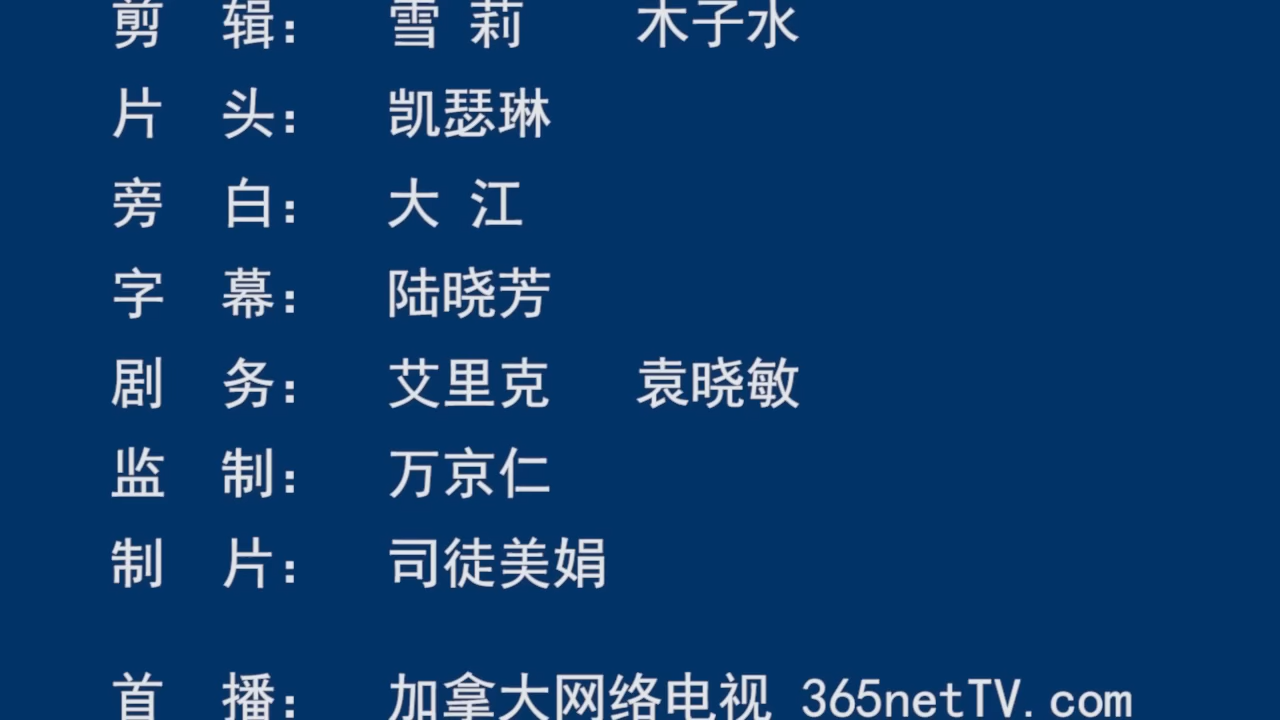 剪 辑: 雪 莉 木子水
片 头: 凯瑟琳
旁 白: 大 江
字 幕: 陆晓芳
剧 务: 艾里克 袁晓敏
监 制: 万京仁
制 片: 司徒美娟
首 播: 加拿大网络电视 365netTV.com